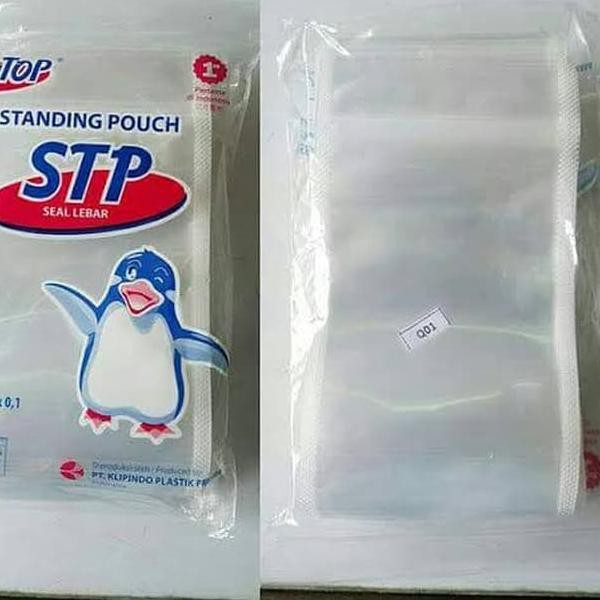 TOP
1
Pertama
di Indonesia
STANDING POUCH
STP
SEAL LEBAR
0,1
Diproduksi oleh / Produced by
PT. KLIPINDO PLASTIK
Q01